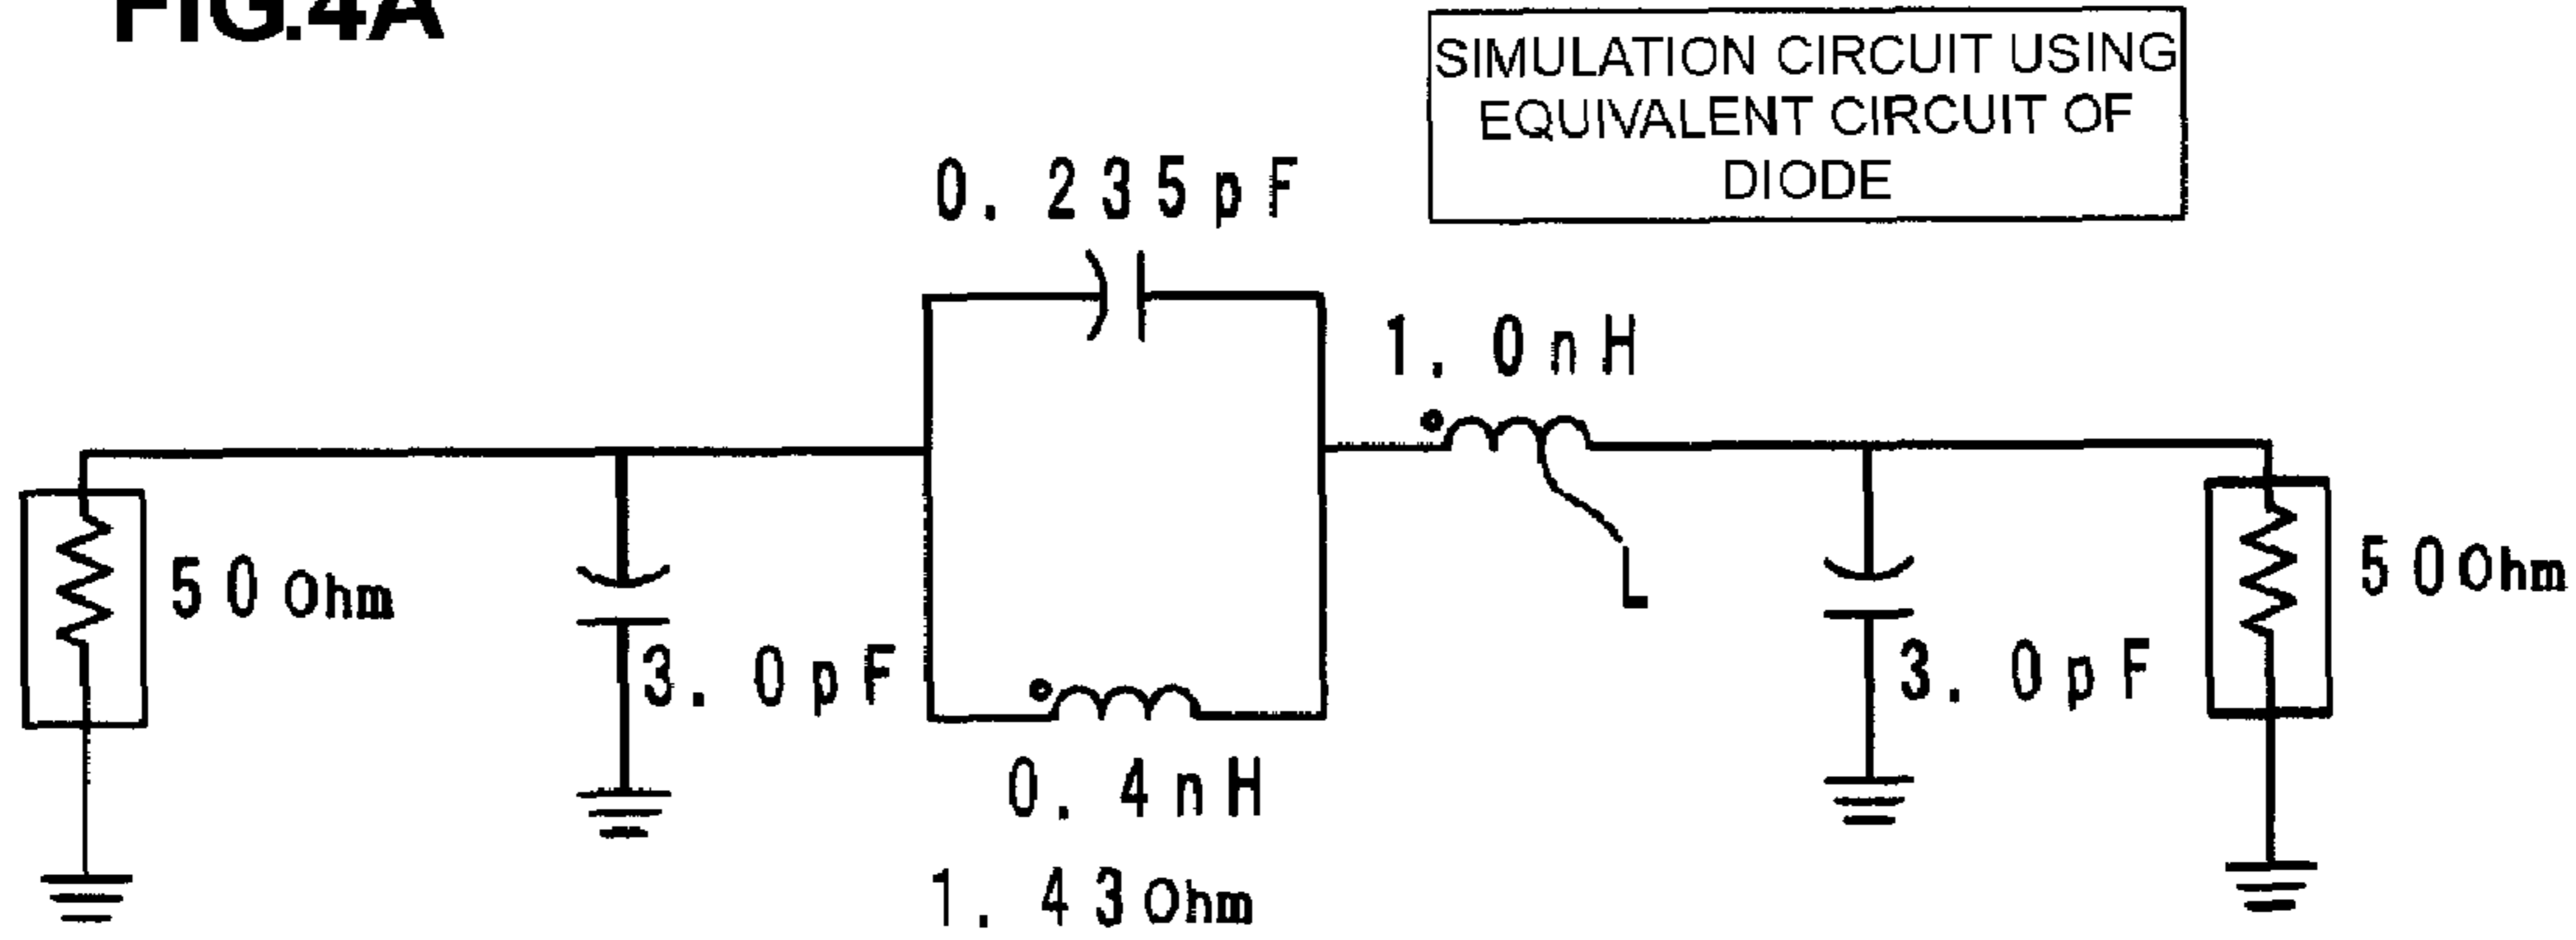 FIG.4A
SIMULATION CIRCUIT USING
EQUIVALENT CIRCUIT OF
DIODE
0. 235pF
1. 0nH
50Ohm
3. 0pF
L
3. 0pF
50Ohm
0. 4nH
1. 43Ohm